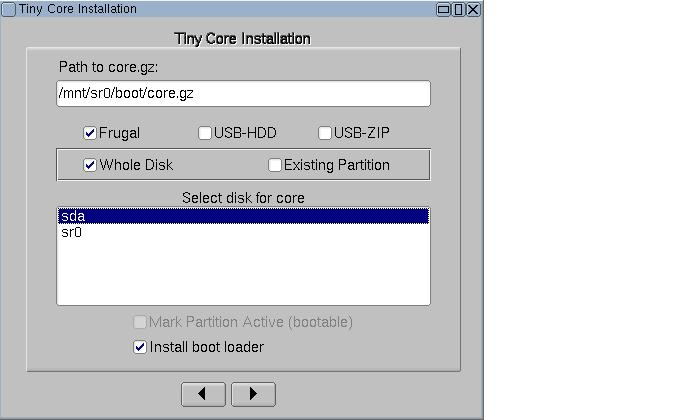 Tiny Core Installation
Tiny Core Installation
Path to core.gz:
/mnt/sr0/boot/core.gz
Frugal USB-HDD USB-ZIP
Whole Disk Existing Partition
Select disk for core
sda
sr0
Mark Partition Active (bootable)
Install boot loader